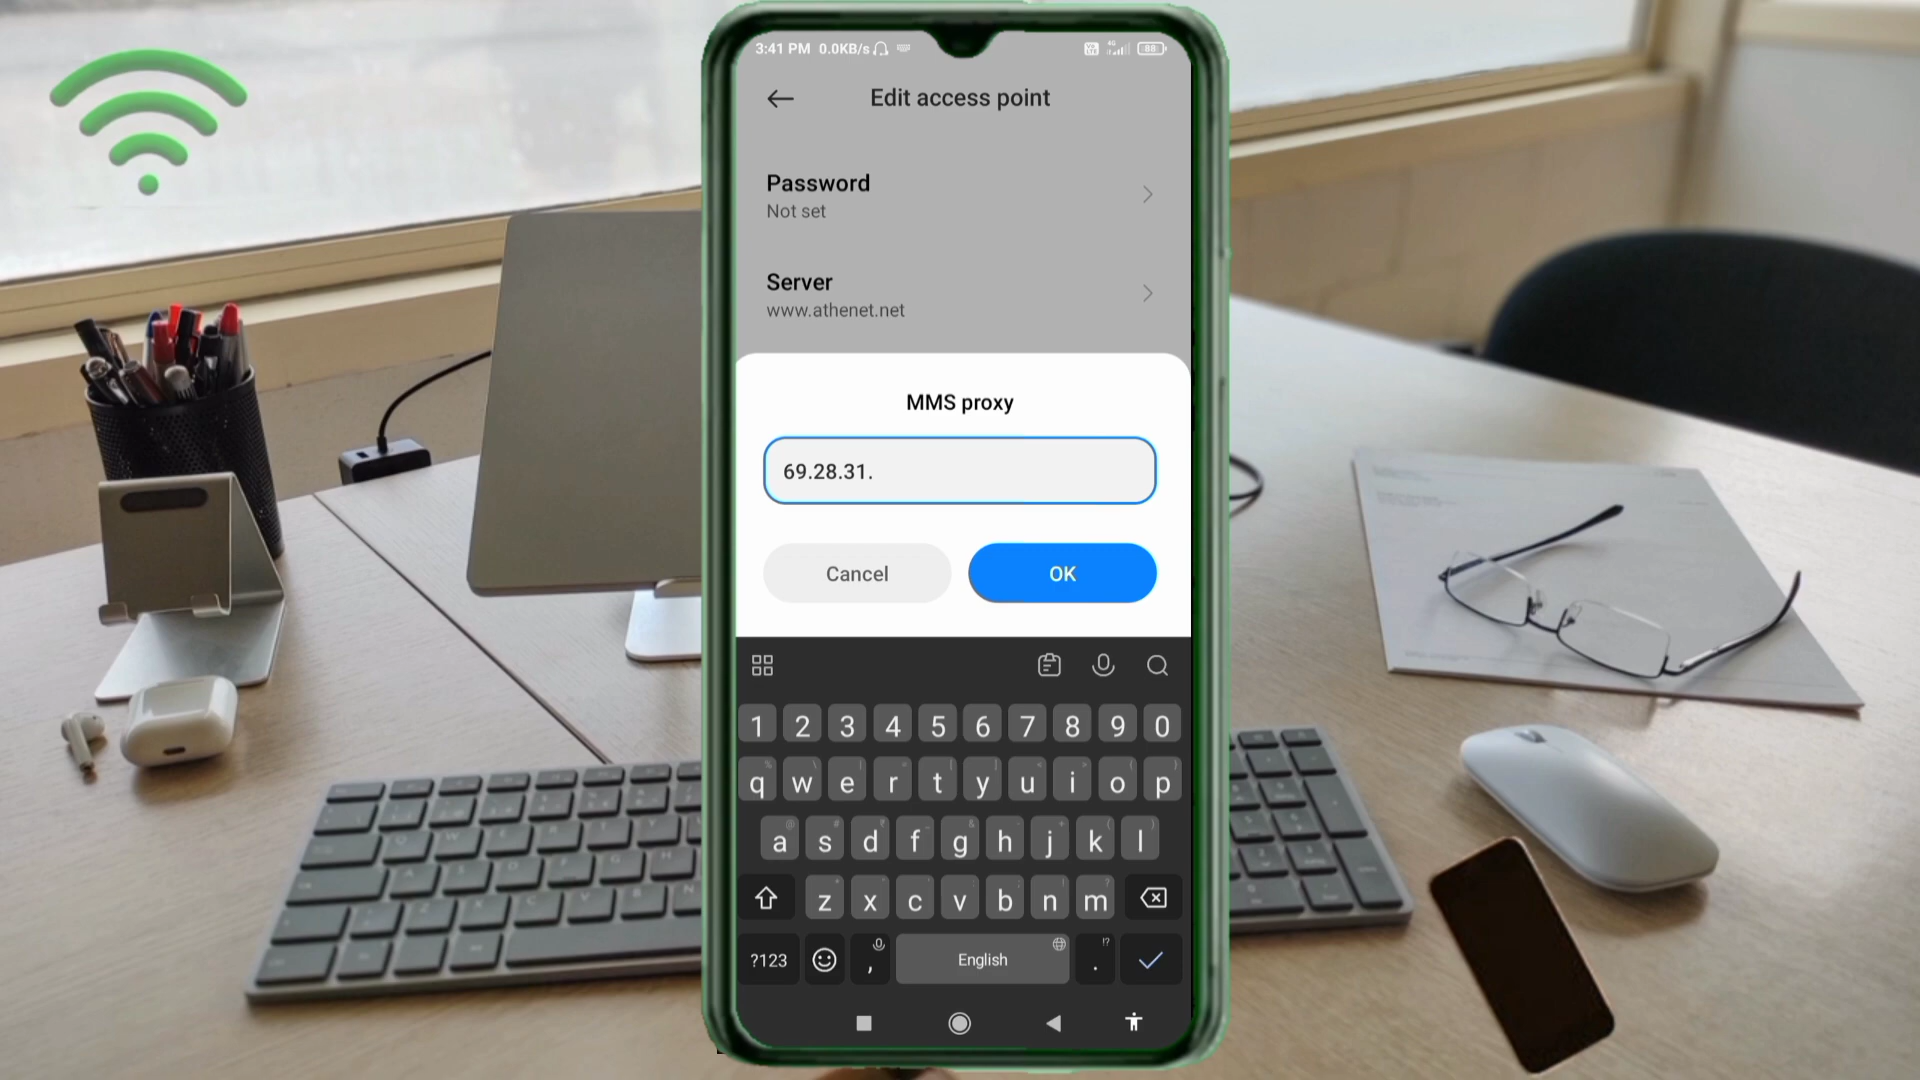 3:41 PM 0.0KB/s
88
Edit access point
Password
Not set
Server
www.athenet.net
MMS proxy
69.28.31.
Cancel
OK
1 2 3 4 5 6 7 8 9 0
q w e r t y u i o p
a s d f g h j k l
z x c v b n m
?123 , English .